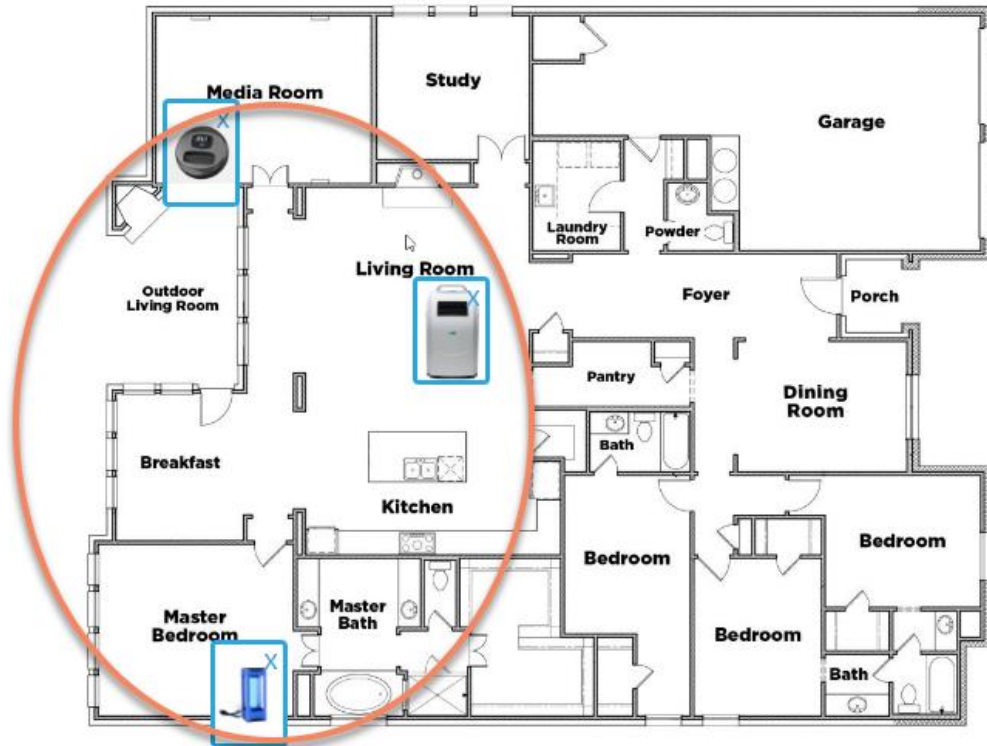 Media Room
X
Study
Garage
Laundry
Room
Powder
Living Room
X
Outdoor
Living Room
Foyer
Porch
Pantry
Dining
Room
Bath
Breakfast
Kitchen
Bedroom
Bedroom
Master
Bedroom
Master
Bath
Bedroom
X
Bath